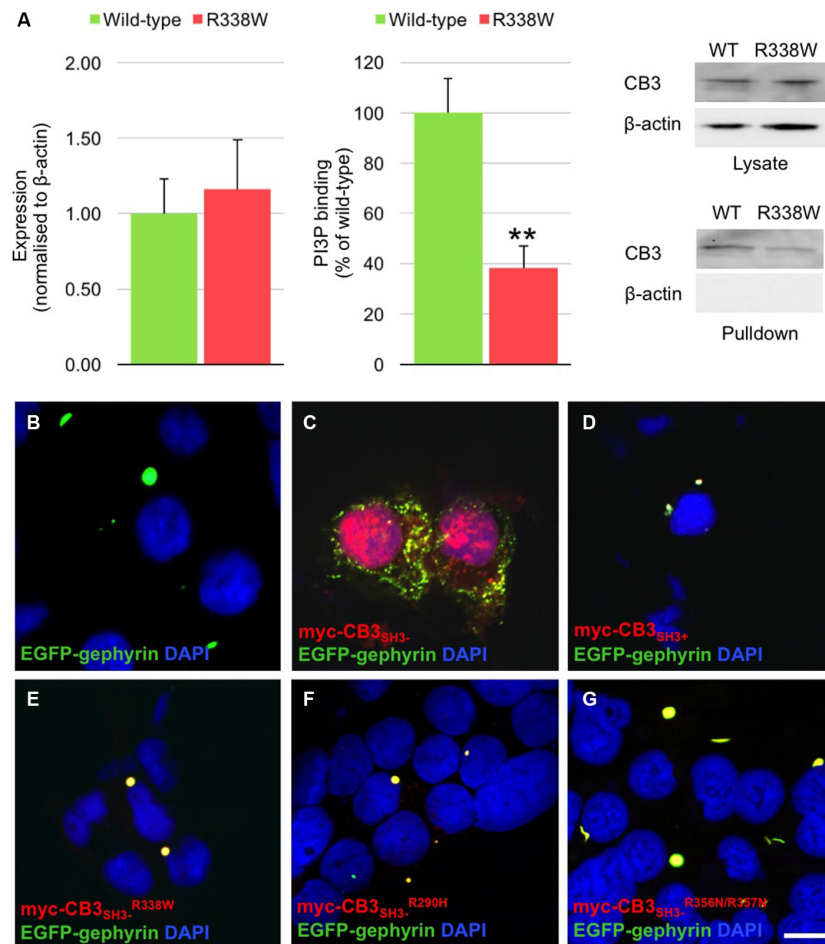 A
Wild-type R338W
2.00
1.50
1.00
0.50
0.00
Expression
(normalised to β-actin)
Wild-type R338W
120
100
80
60
40
20
0
PI3P binding
(% of wild-type)
**
WT R338W
CB3
β-actin
Lysate
WT R338W
CB3
β-actin
Pulldown
B
EGFP-gephyrin DAPI
C
myc-CB3SH3-
EGFP-gephyrin DAPI
D
myc-CB3SH3+
EGFP-gephyrin DAPI
E
myc-CB3SH3-R338W
EGFP-gephyrin DAPI
F
myc-CB3SH3-R290H
EGFP-gephyrin DAPI
G
myc-CB3SH3-R356N/R357N
EGFP-gephyrin DAPI